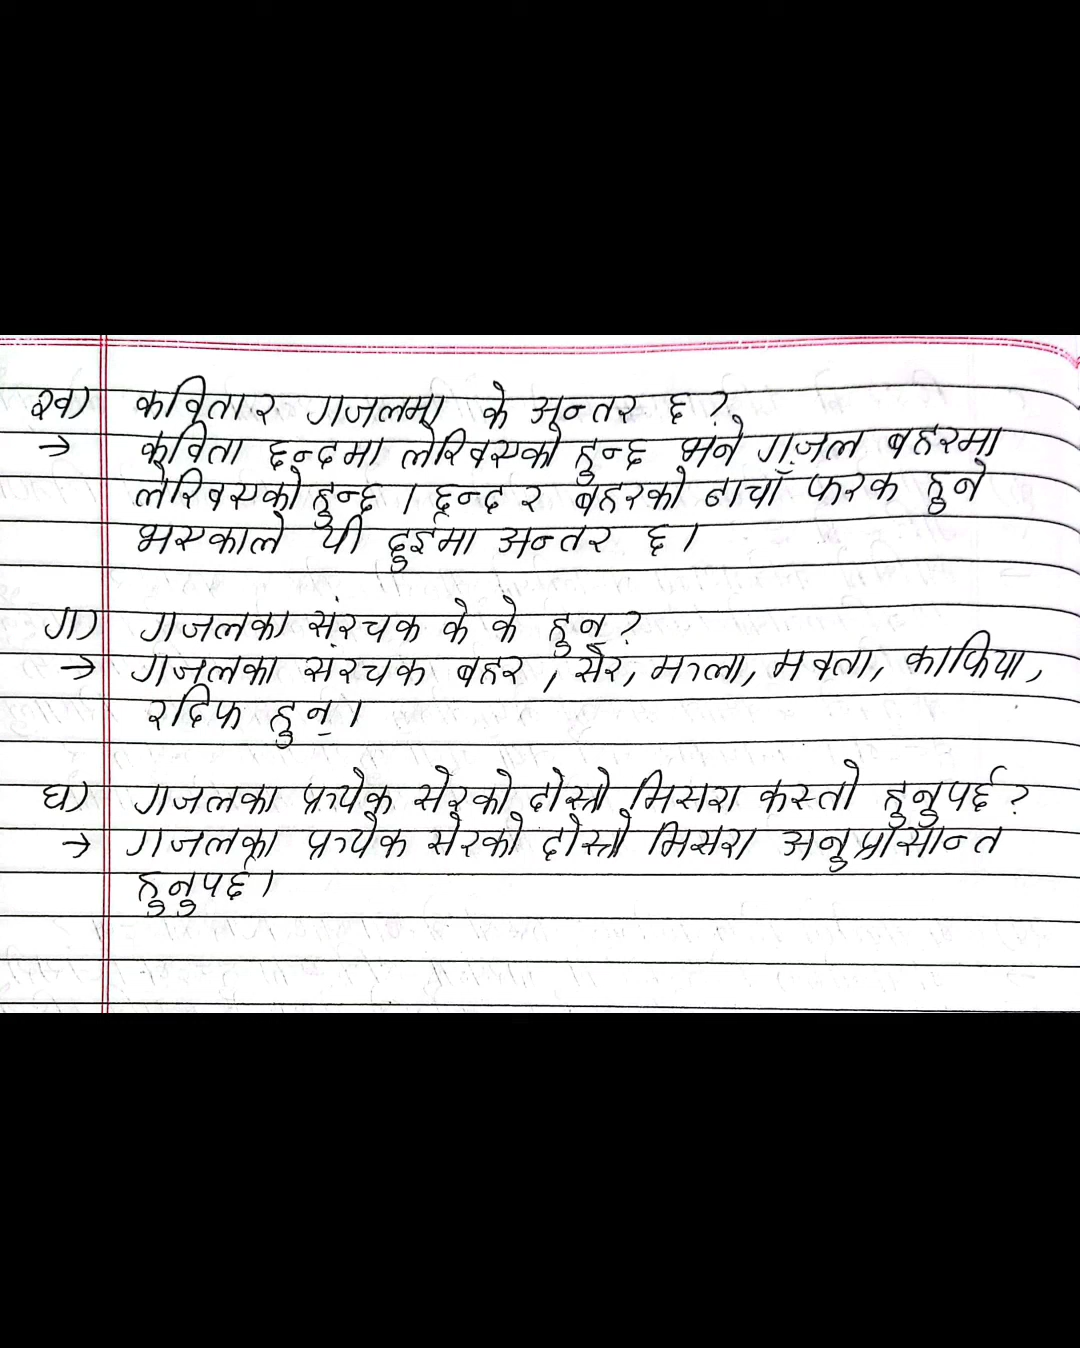 ख) कविता र गजलमा के अन्तर छ?
→ कविता छन्दमा लेखिएको हुन्छ भने गजल बहरमा
लेखिएको हुन्छ । छन्द र बहरको ढाचाँ फरक हुने
भएकाले यी दुईमा अन्तर छ ।
ग) गजलका संरचक के के हुन् ?
→ गजलका संरचक बहर , सेर, मत्ला, मक्ता, काफिया,
रदिफ हुन् ।
घ) गजलका प्रत्येक सेरको दोस्रो मिसरा कस्तो हुनुपर्छ ?
→ गजलका प्रत्येक सेरको दोस्रो मिसरा अनुप्रासान्त
हुनुपर्छ ।